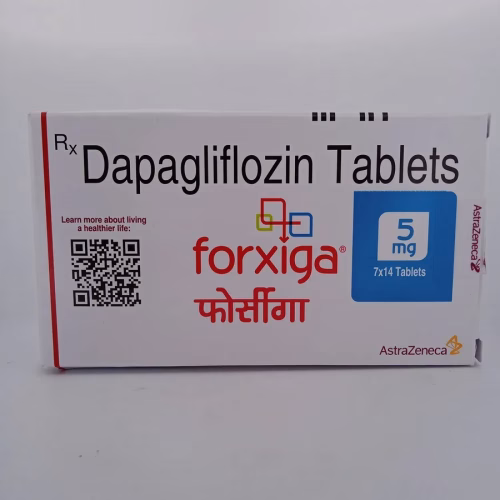 Rx Dapagliflozin Tablets
Learn more about living
a healthier life:
forxiga®
फोर्सीगा
5
mg
7x14 Tablets
AstraZeneca
AstraZeneca